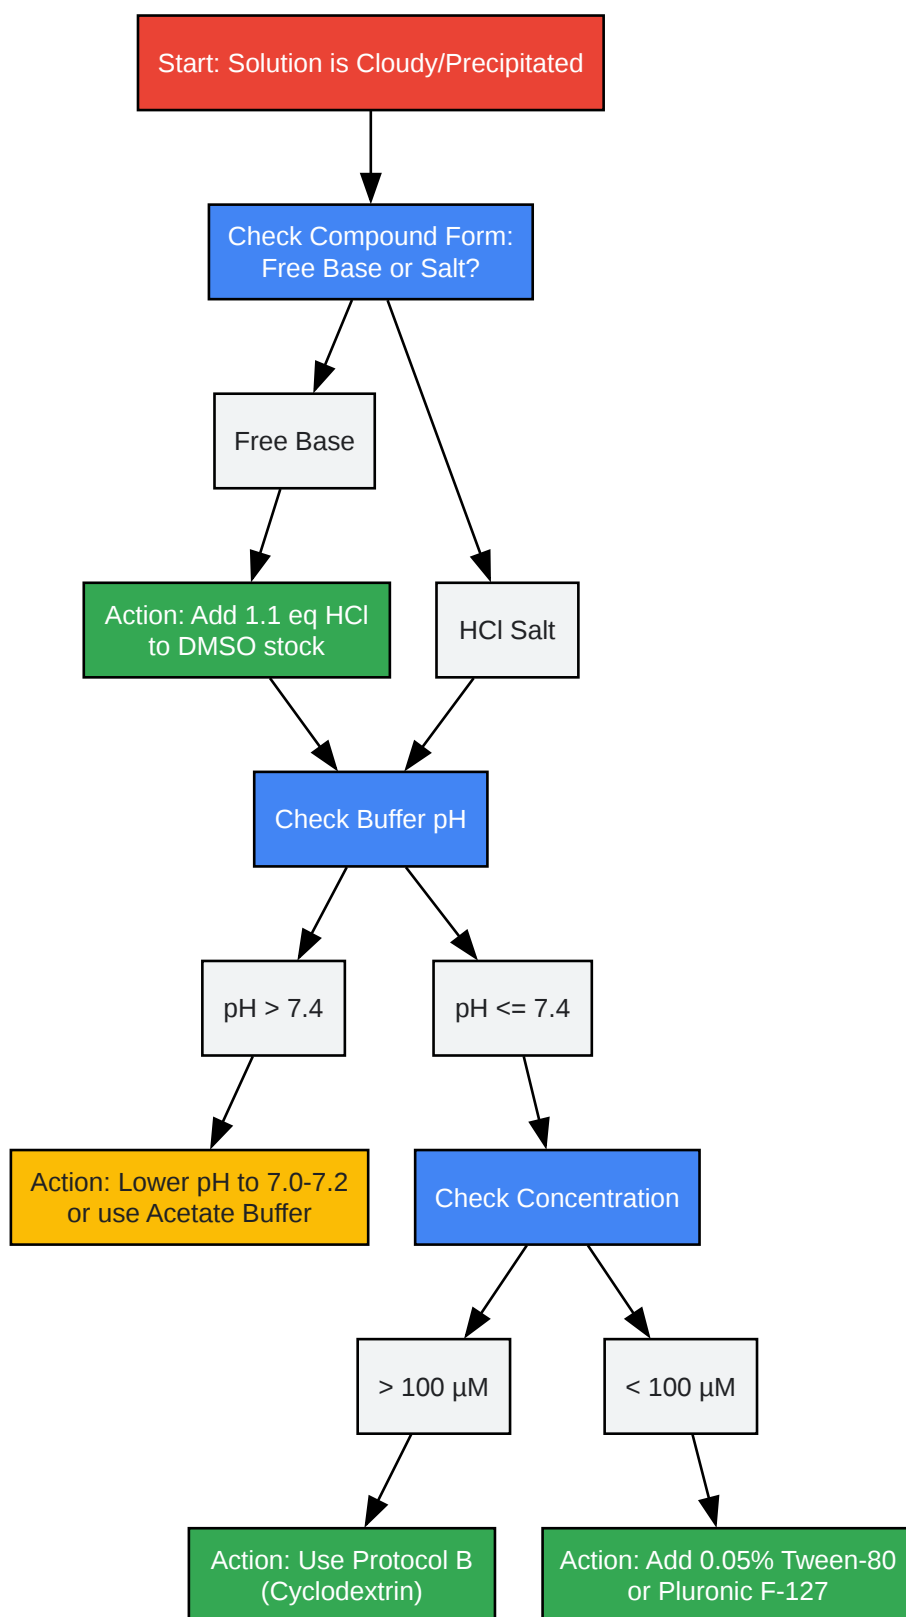 Start: Solution is Cloudy/Precipitated
Check Compound Form:
Free Base or Salt?
Free Base
Action: Add 1.1 eq HCl
to DMSO stock
HCl Salt
Check Buffer pH
pH > 7.4
pH <= 7.4
Action: Lower pH to 7.0-7.2
or use Acetate Buffer
Check Concentration
> 100 µM
< 100 µM
Action: Use Protocol B
(Cyclodextrin)
Action: Add 0.05% Tween-80
or Pluronic F-127